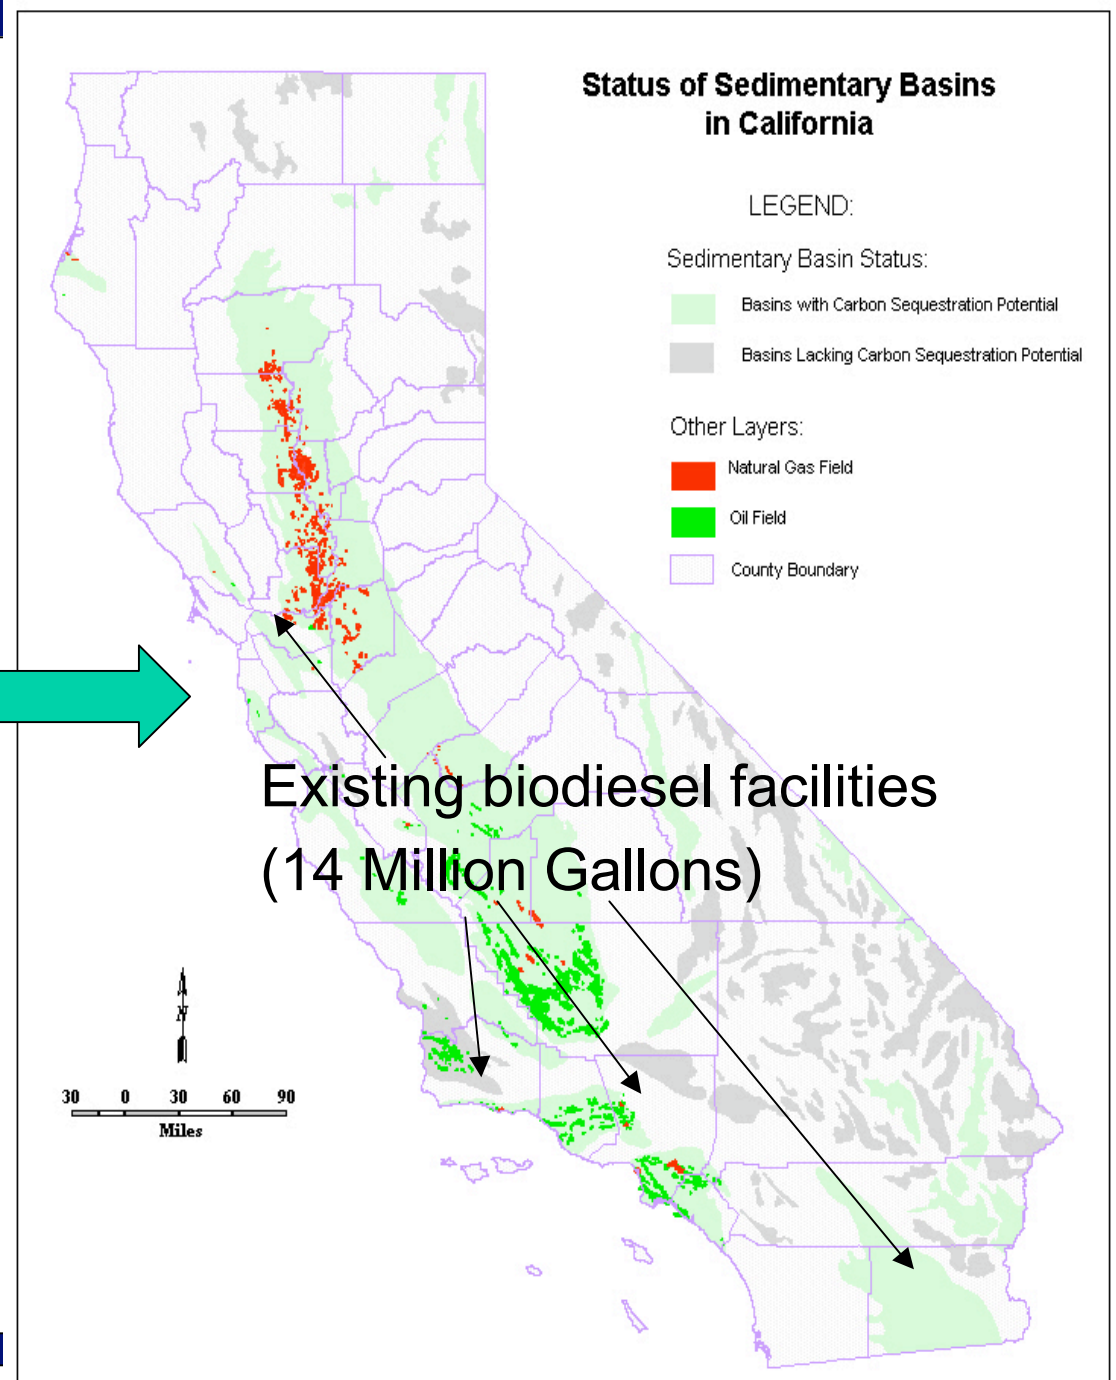 Status of Sedimentary Basins
in California
LEGEND:
Sedimentary Basin Status:
Basins with Carbon Sequestration Potential
Basins Lacking Carbon Sequestration Potential
Other Layers:
Natural Gas Field
Oil Field
County Boundary
Existing biodiesel facilities
(14 Million Gallons)
N
30 0 30 60 90
Miles